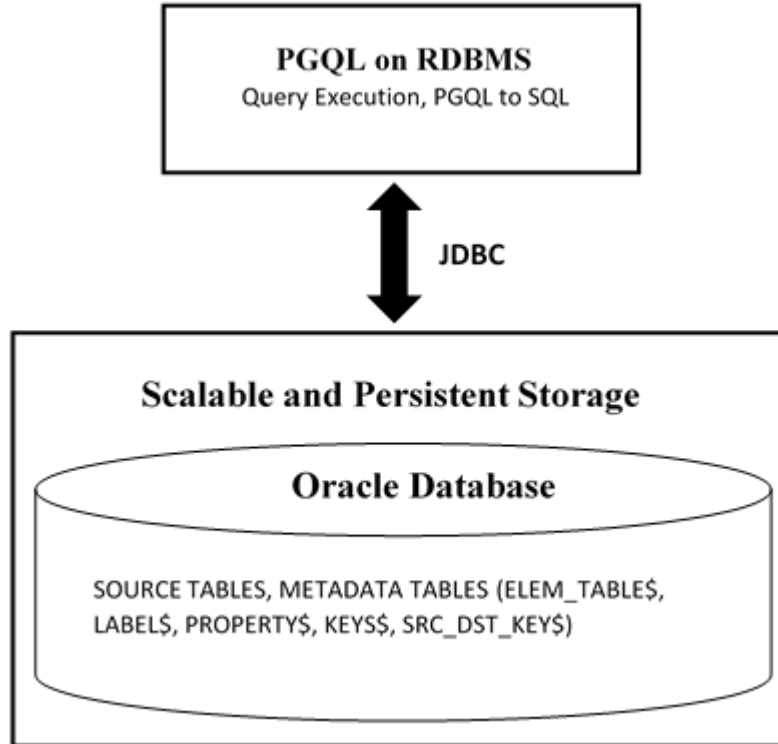 PGQL on RDBMS
Query Execution, PGQL to SQL
JDBC
Scalable and Persistent Storage
Oracle Database
SOURCE TABLES, METADATA TABLES (ELEM_TABLE$,
LABEL$, PROPERTY$, KEYS$, SRC_DST_KEY$)